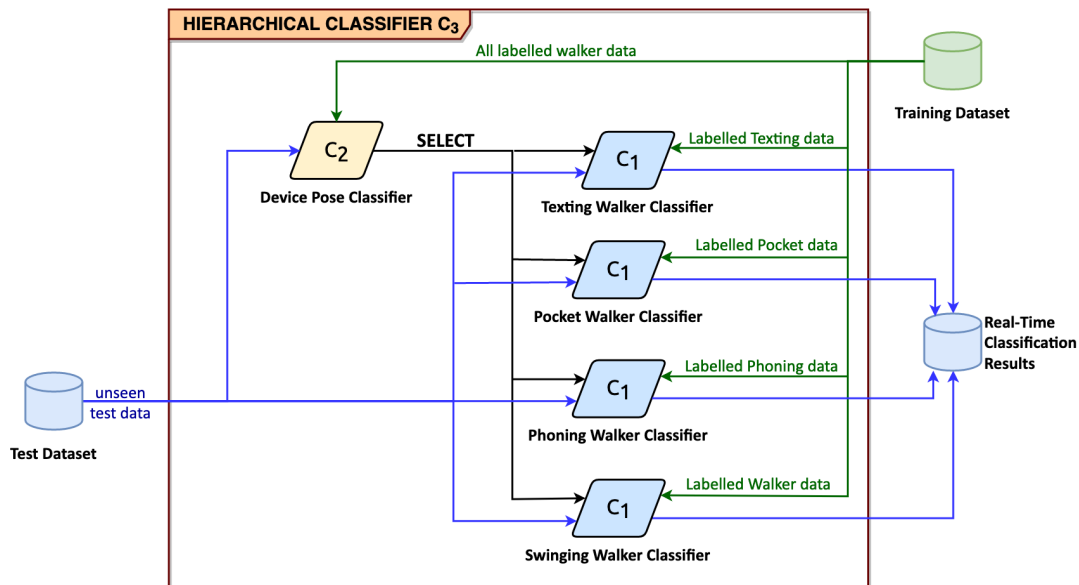 HIERARCHICAL CLASSIFIER C3
All labelled walker data
Training Dataset
C2
SELECT
Device Pose Classifier
C1
Labelled Texting data
Texting Walker Classifier
Labelled Pocket data
C1
Pocket Walker Classifier
Real-Time
Classification
Results
Labelled Phoning data
C1
Phoning Walker Classifier
unseen
test data
Test Dataset
Labelled Walker data
C1
Swinging Walker Classifier